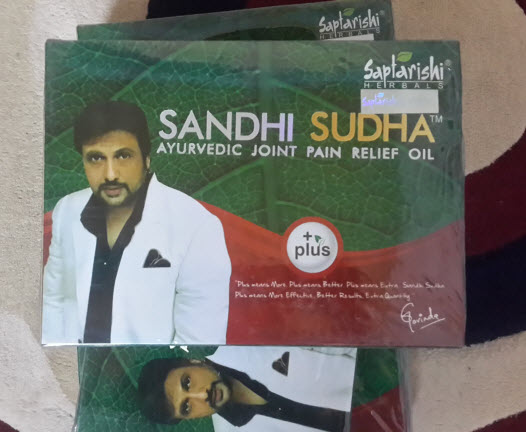 Saptarishi®
Saptarishi®
HERBALS
SANDHI SUDHA™
AYURVEDIC JOINT PAIN RELIEF OIL
+
plus
"Plus means More. Plus means Better. Plus means Extra. Sandhi Sudha
Plus means More Effective, Better Results, Extra Quantity
Govinda